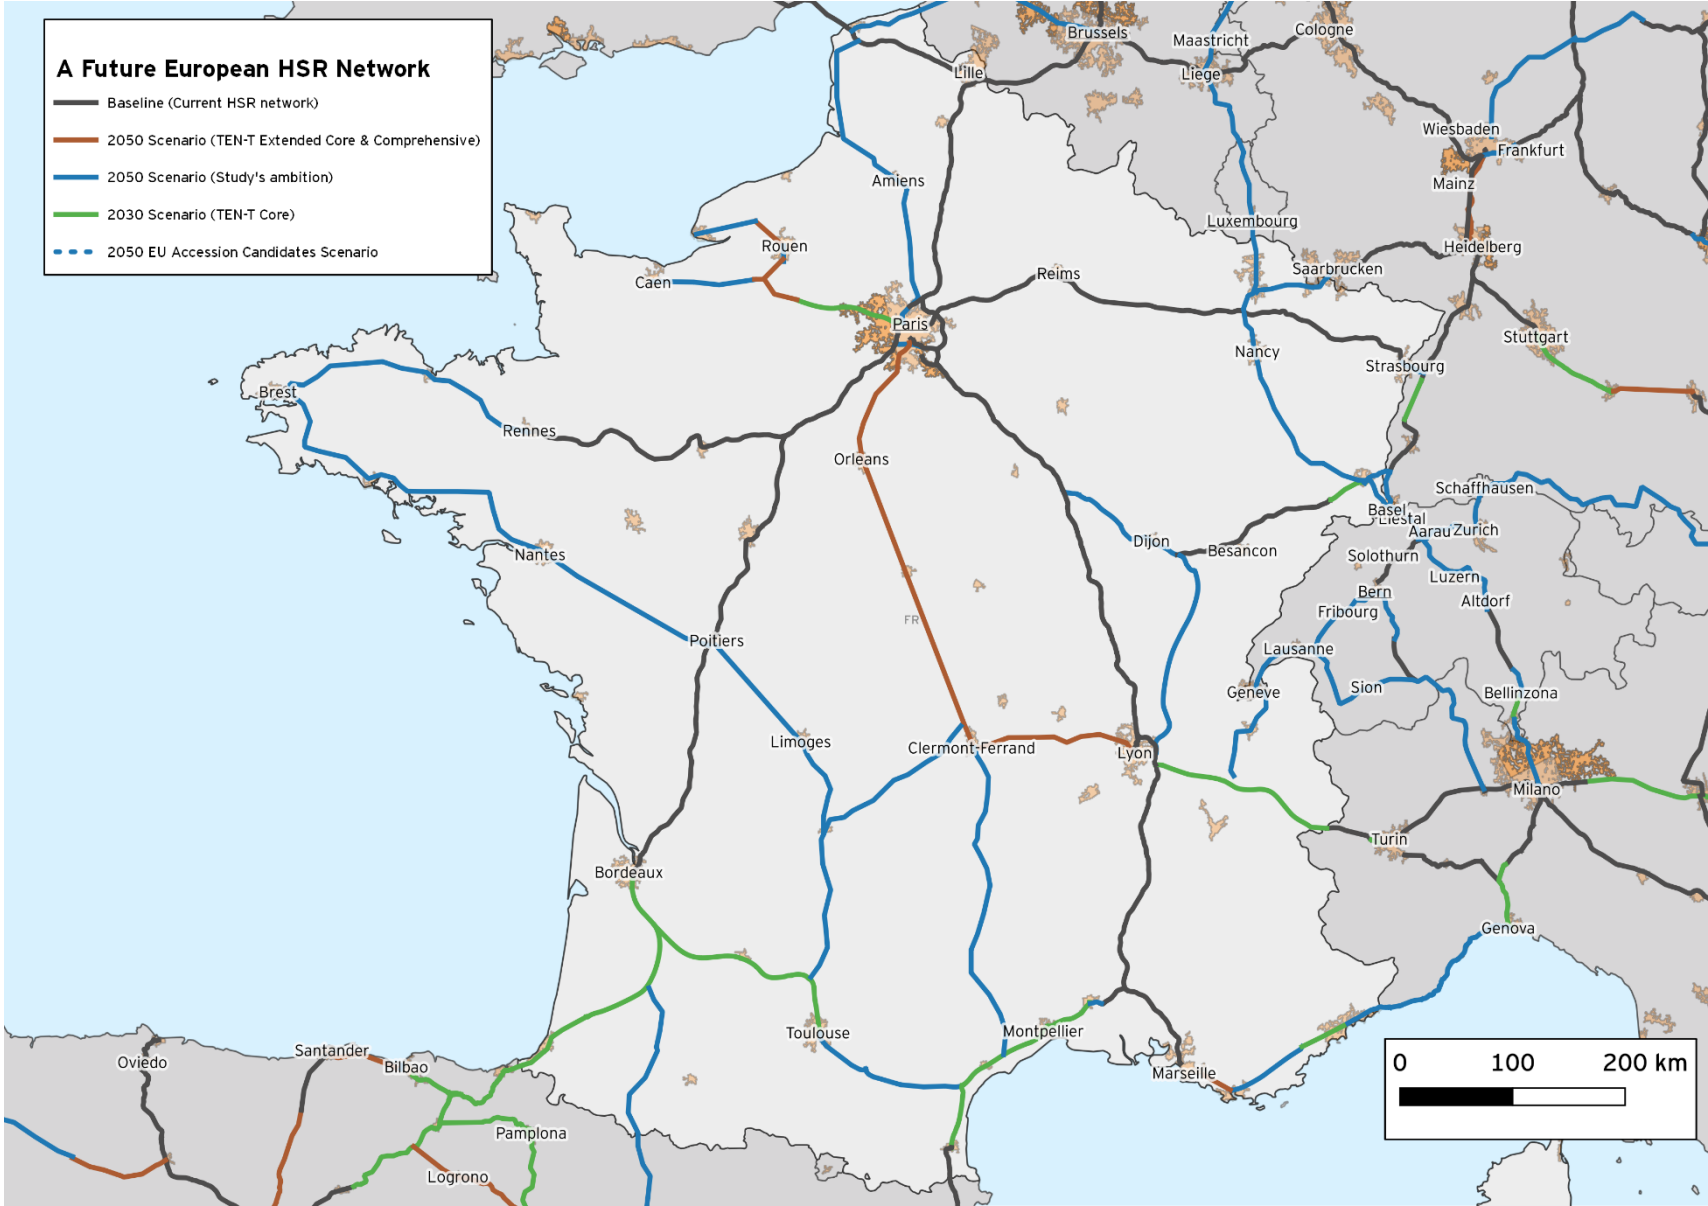 A Future European HSR Network
Baseline (Current HSR network)
2050 Scenario (TEN-T Extended Core & Comprehensive)
2050 Scenario (Study's ambition)
2030 Scenario (TEN-T Core)
2050 EU Accession Candidates Scenario
Brussels
Cologne
Maastricht
Lille
Liege
Wiesbaden
Frankfurt
Amiens
Mainz
Luxembourg
Rouen
Heidelberg
Caen
Reims
Saarbrucken
Paris
Stuttgart
Nancy
Strasbourg
Brest
Rennes
Orleans
Schaffhausen
Basel
Liestal
Nantes
Dijon
Besancon
Aarau
Zurich
Solothurn
Luzern
Bern
Altdorf
Fribourg
FR
Poitiers
Lausanne
Geneve
Sion
Bellinzona
Limoges
Clermont-Ferrand
Lyon
Milano
Turin
Bordeaux
Genova
Toulouse
Montpellier
Oviedo
Santander
Bilbao
Marseille
0 100 200 km
Pamplona
Logrono